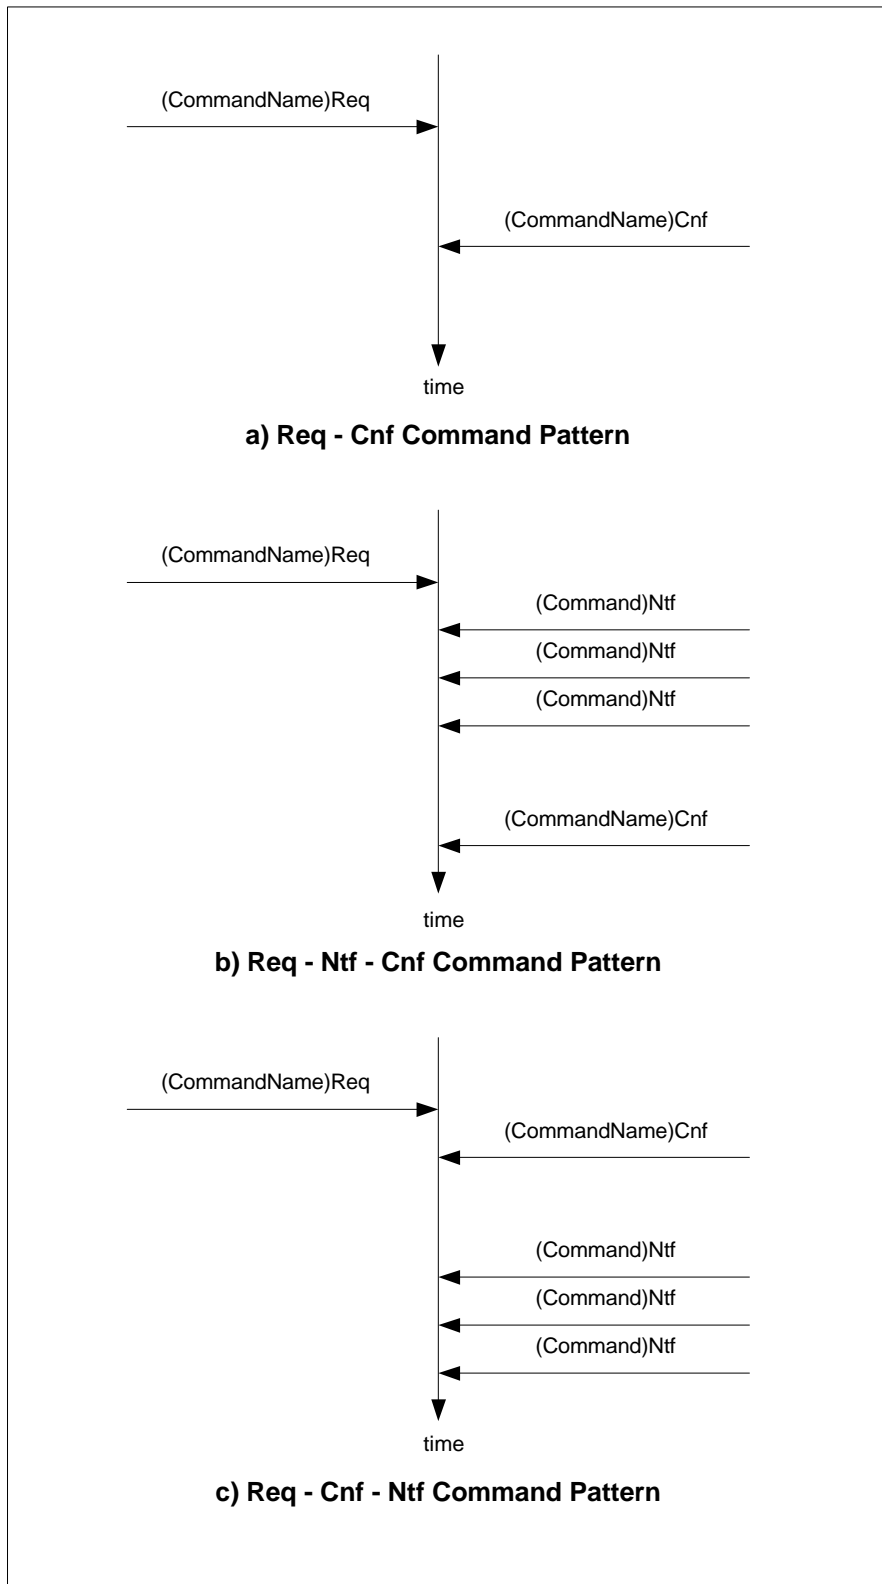 (CommandName)Req
(CommandName)Cnf
time
a) Req - Cnf Command Pattern
(CommandName)Req
(Command)Ntf
(Command)Ntf
(Command)Ntf
(CommandName)Cnf
time
b) Req - Ntf - Cnf Command Pattern
(CommandName)Req
(CommandName)Cnf
(Command)Ntf
(Command)Ntf
(Command)Ntf
time
c) Req - Cnf - Ntf Command Pattern